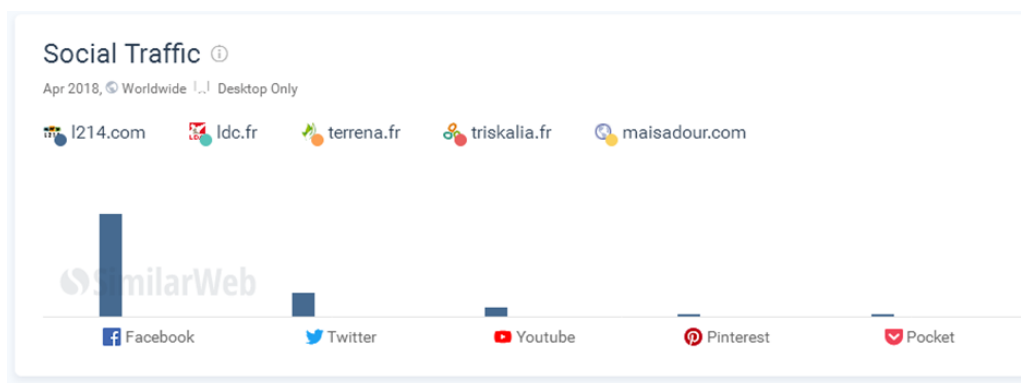 Social Traffic
Apr 2018, Worldwide Desktop Only
l214.com ldc.fr terrena.fr triskalia.fr maisadour.com
SimilarWeb
Facebook Twitter Youtube Pinterest Pocket